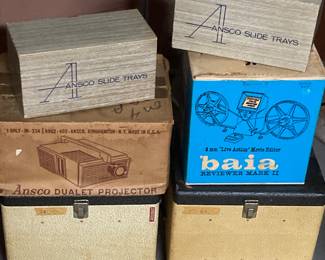 ANSCO SLIDE TRAYS
ANSCO SLIDE TRAYS
Ansco DUALET PROJECTOR
8 mm "Live Action" Movie Editor
baia
REVIEWER MARK II